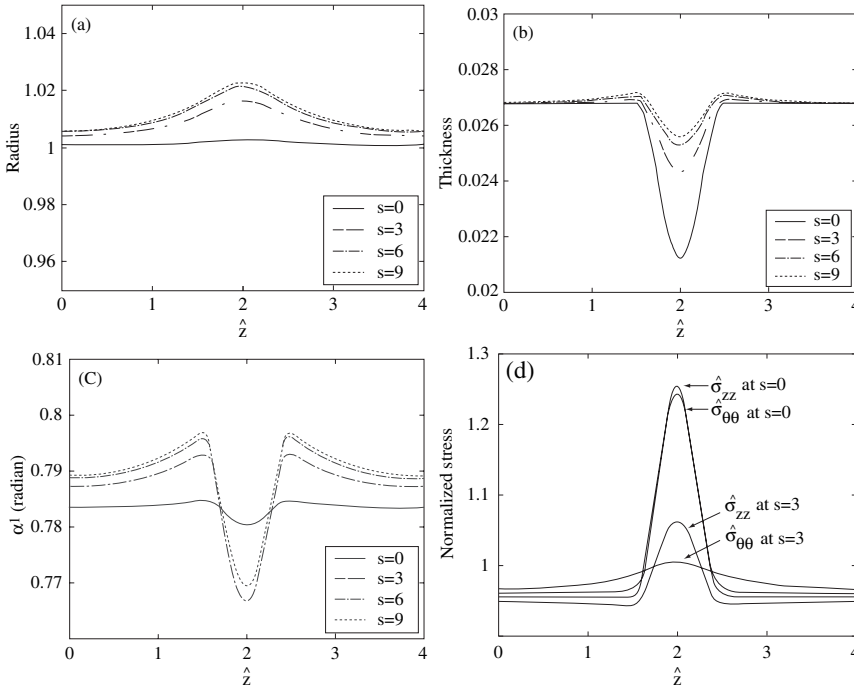 (a)
1.04
1.02
1
0.98
0.96
Radius
s=0
s=3
s=6
s=9
0 1 2 3 4
ẑ
(b)
0.03
0.028
0.026
0.024
0.022
0.02
Thickness
s=0
s=3
s=6
s=9
0 1 2 3 4
ẑ
(C)
0.81
0.8
0.79
0.78
0.77
α^l (radian)
s=0
s=3
s=6
s=9
0 1 2 3 4
ẑ
(d)
1.3
1.2
1.1
1
Normalized stress
σ̂zz at s=0
σ̂θθ at s=0
σ̂zz at s=3
σ̂θθ at s=3
0 1 2 3 4
ẑ